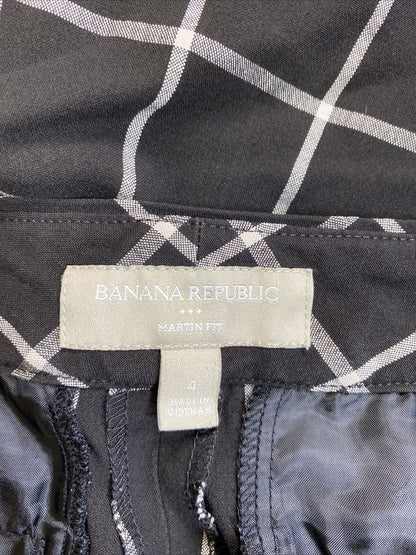 BANANA REPUBLIC
MARTIN FIT
4
MADE IN
VIETNAM